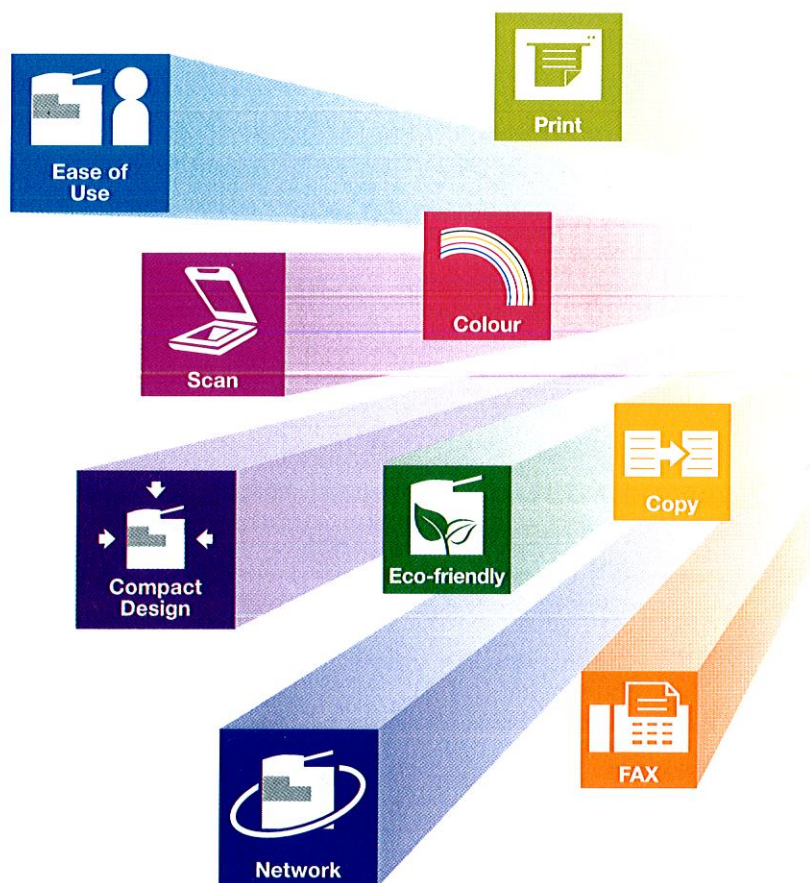 Print
Ease of
Use
Colour
Scan
Copy
Compact
Design
Eco-friendly
FAX
Network